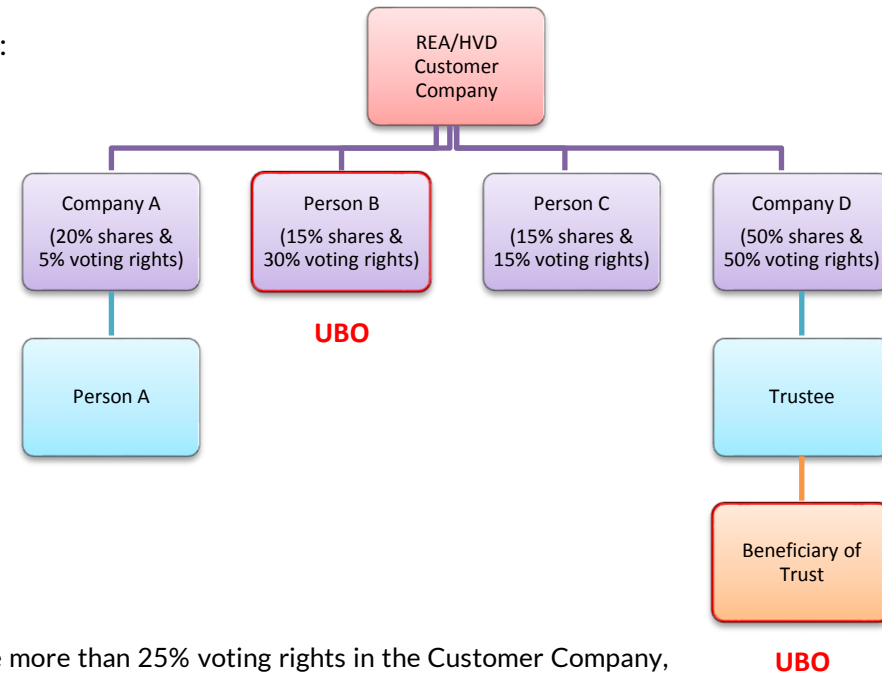 :
REA/HVD
Customer
Company
Company A
(20% shares &
5% voting rights)
Person B
(15% shares &
30% voting rights)
Person C
(15% shares &
15% voting rights)
Company D
(50% shares &
50% voting rights)
UBO
Person A
Trustee
Beneficiary of
Trust
more than 25% voting rights in the Customer Company,
UBO